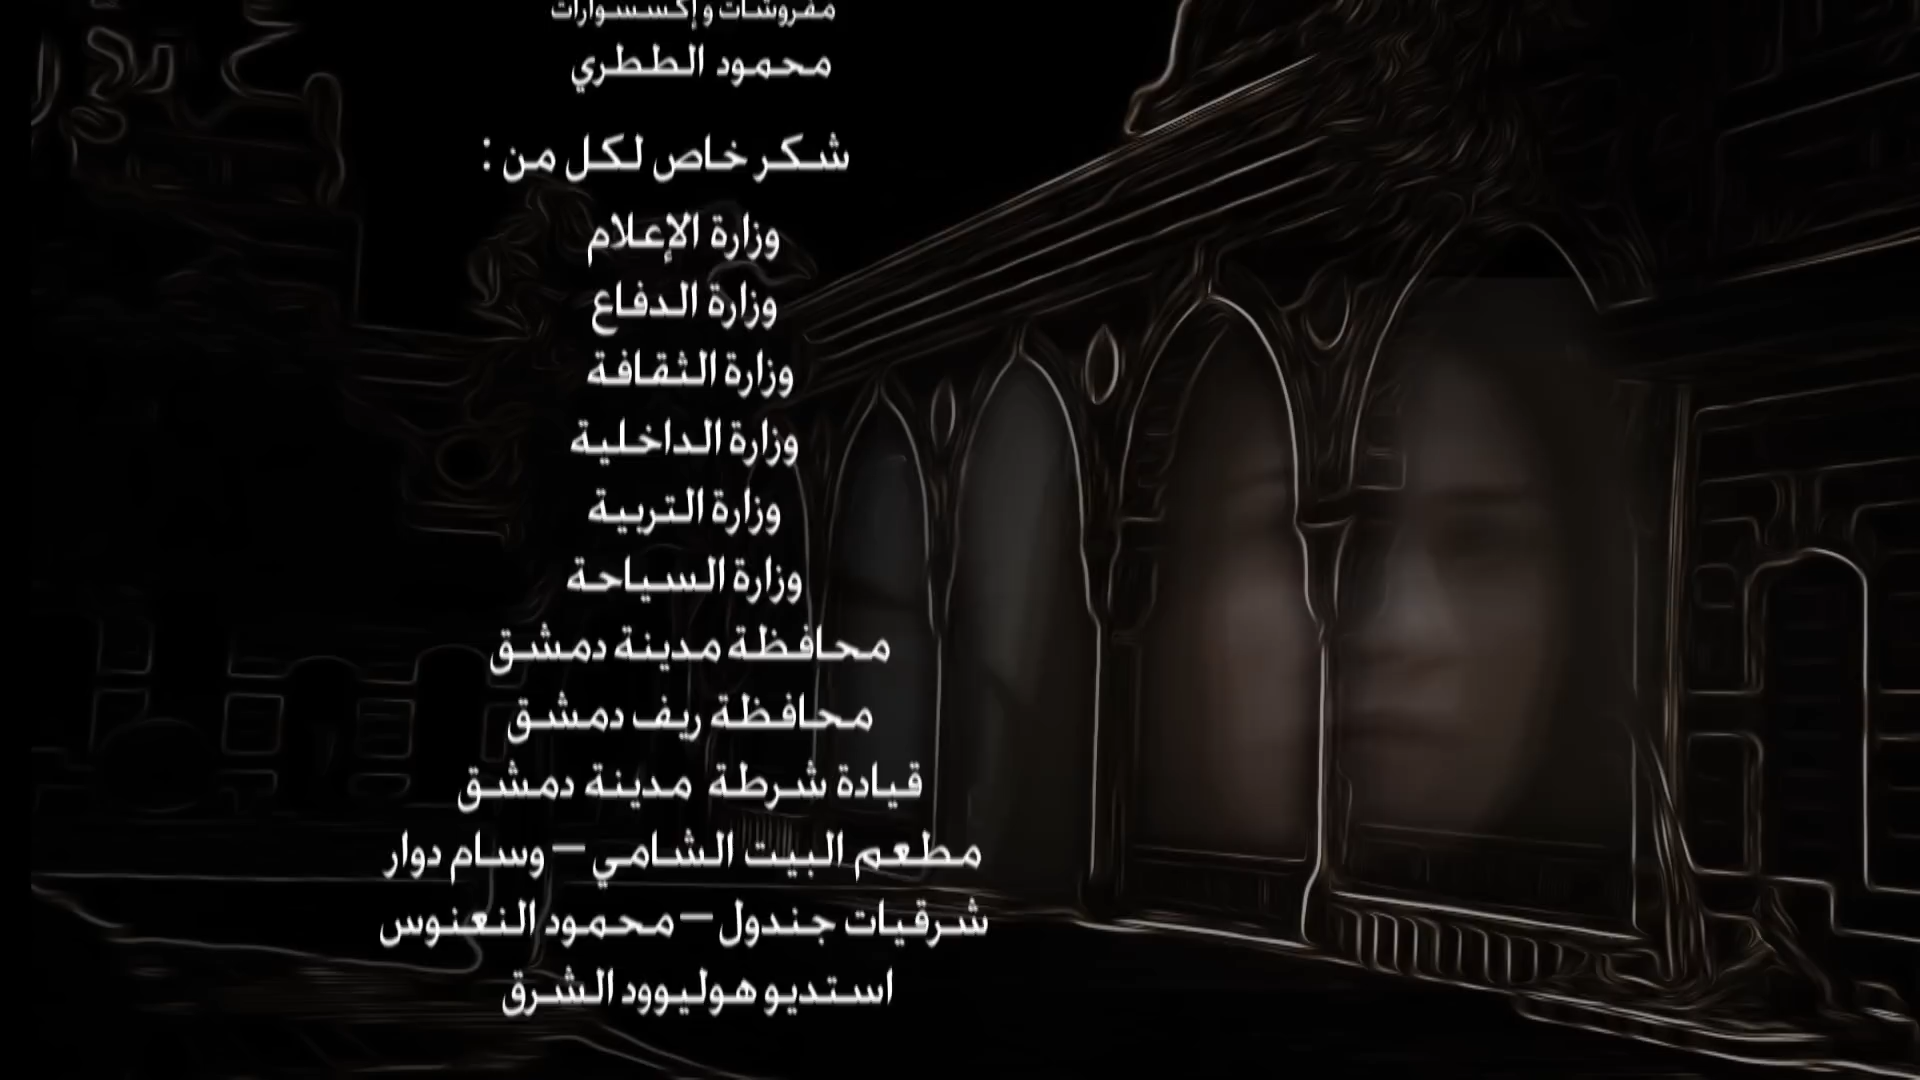 مفروشات و إكسسوارات
محمود الططري
شكر خاص لكل من :
وزارة الإعلام
وزارة الدفاع
وزارة الثقافة
وزارة الداخلية
وزارة التربية
وزارة السياحة
محافظة مدينة دمشق
محافظة ريف دمشق
قيادة شرطة مدينة دمشق
مطعم البيت الشامي – وسام دوار
شرقيات جندول – محمود النعنوس
استديو هوليوود الشرق